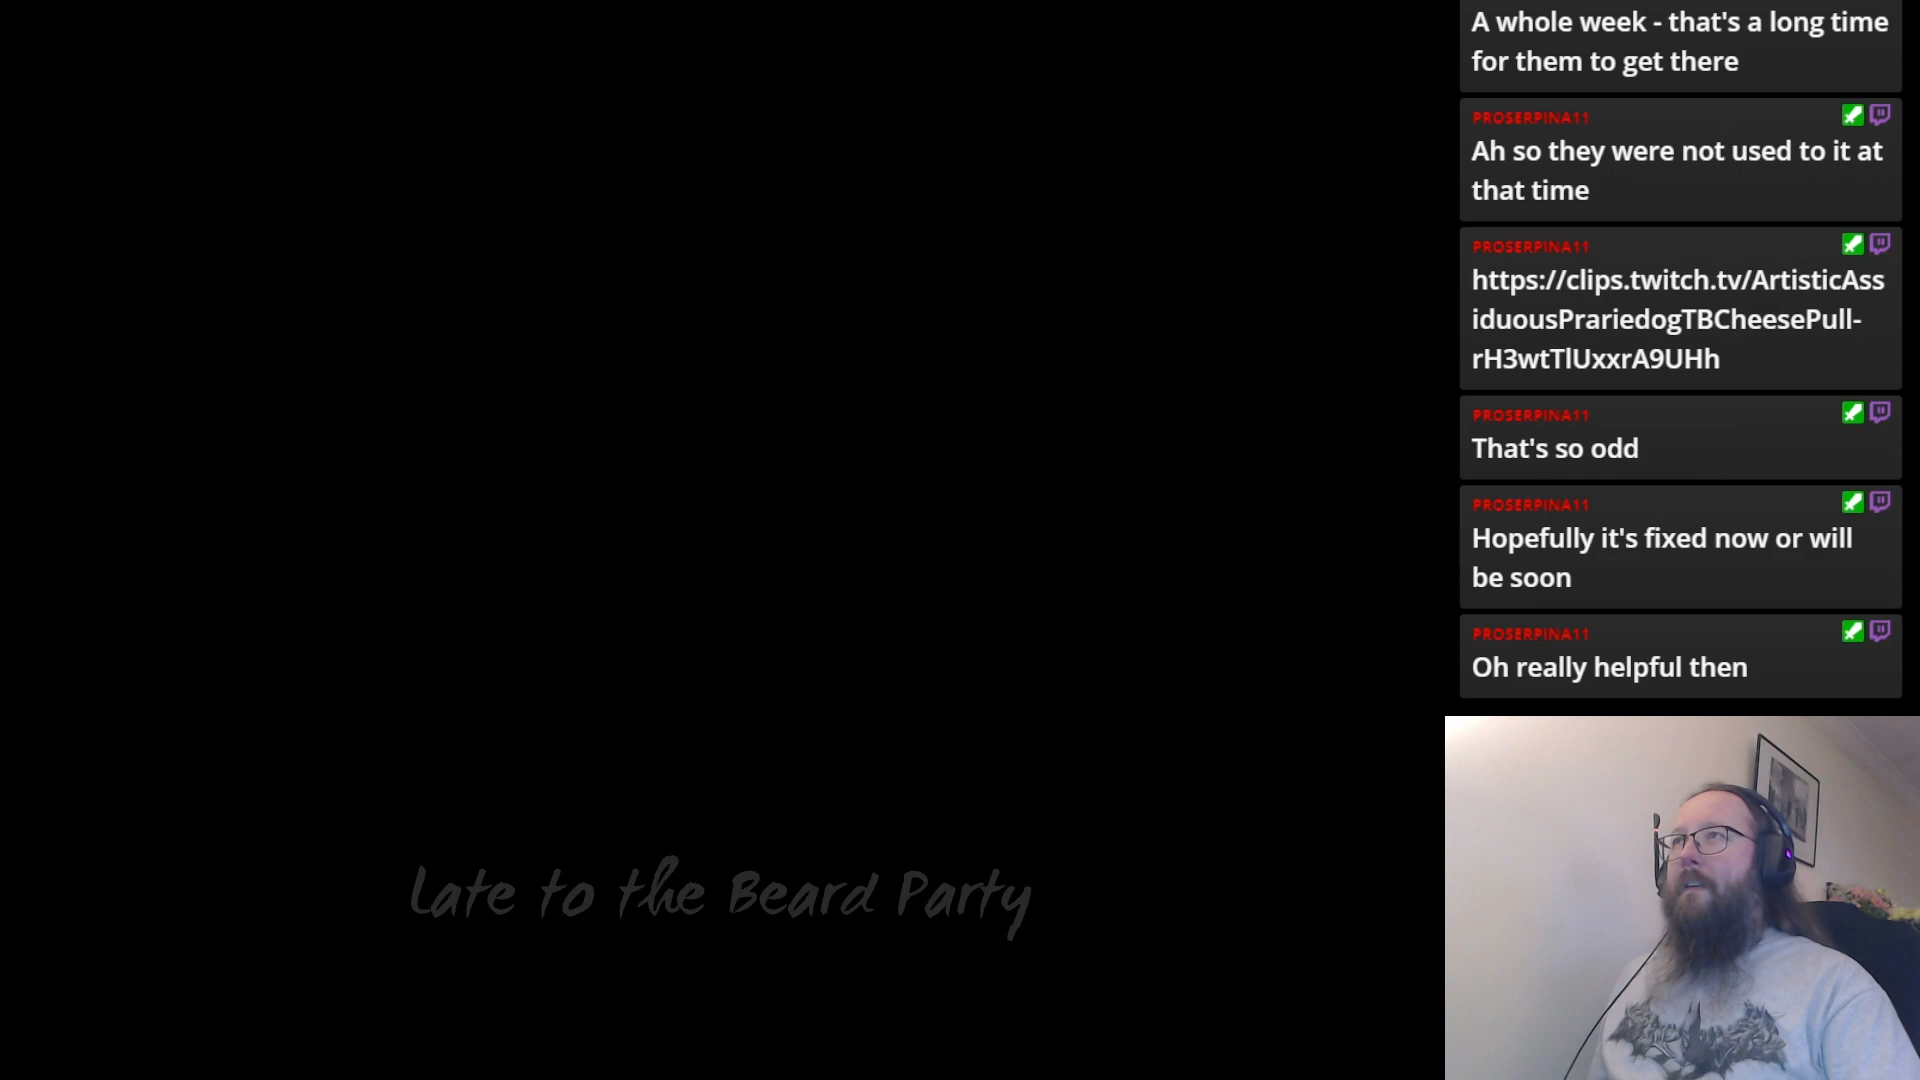 A whole week - that's a long time
for them to get there
PROSERPINA11
Ah so they were not used to it at
that time
PROSERPINA11
https://clips.twitch.tv/ArtisticAss
iduousPrariedogTBCheesePull-
rH3wtTlUxxrA9UHh
PROSERPINA11
That's so odd
PROSERPINA11
Hopefully it's fixed now or will
be soon
PROSERPINA11
Oh really helpful then
Late to the Beard Party